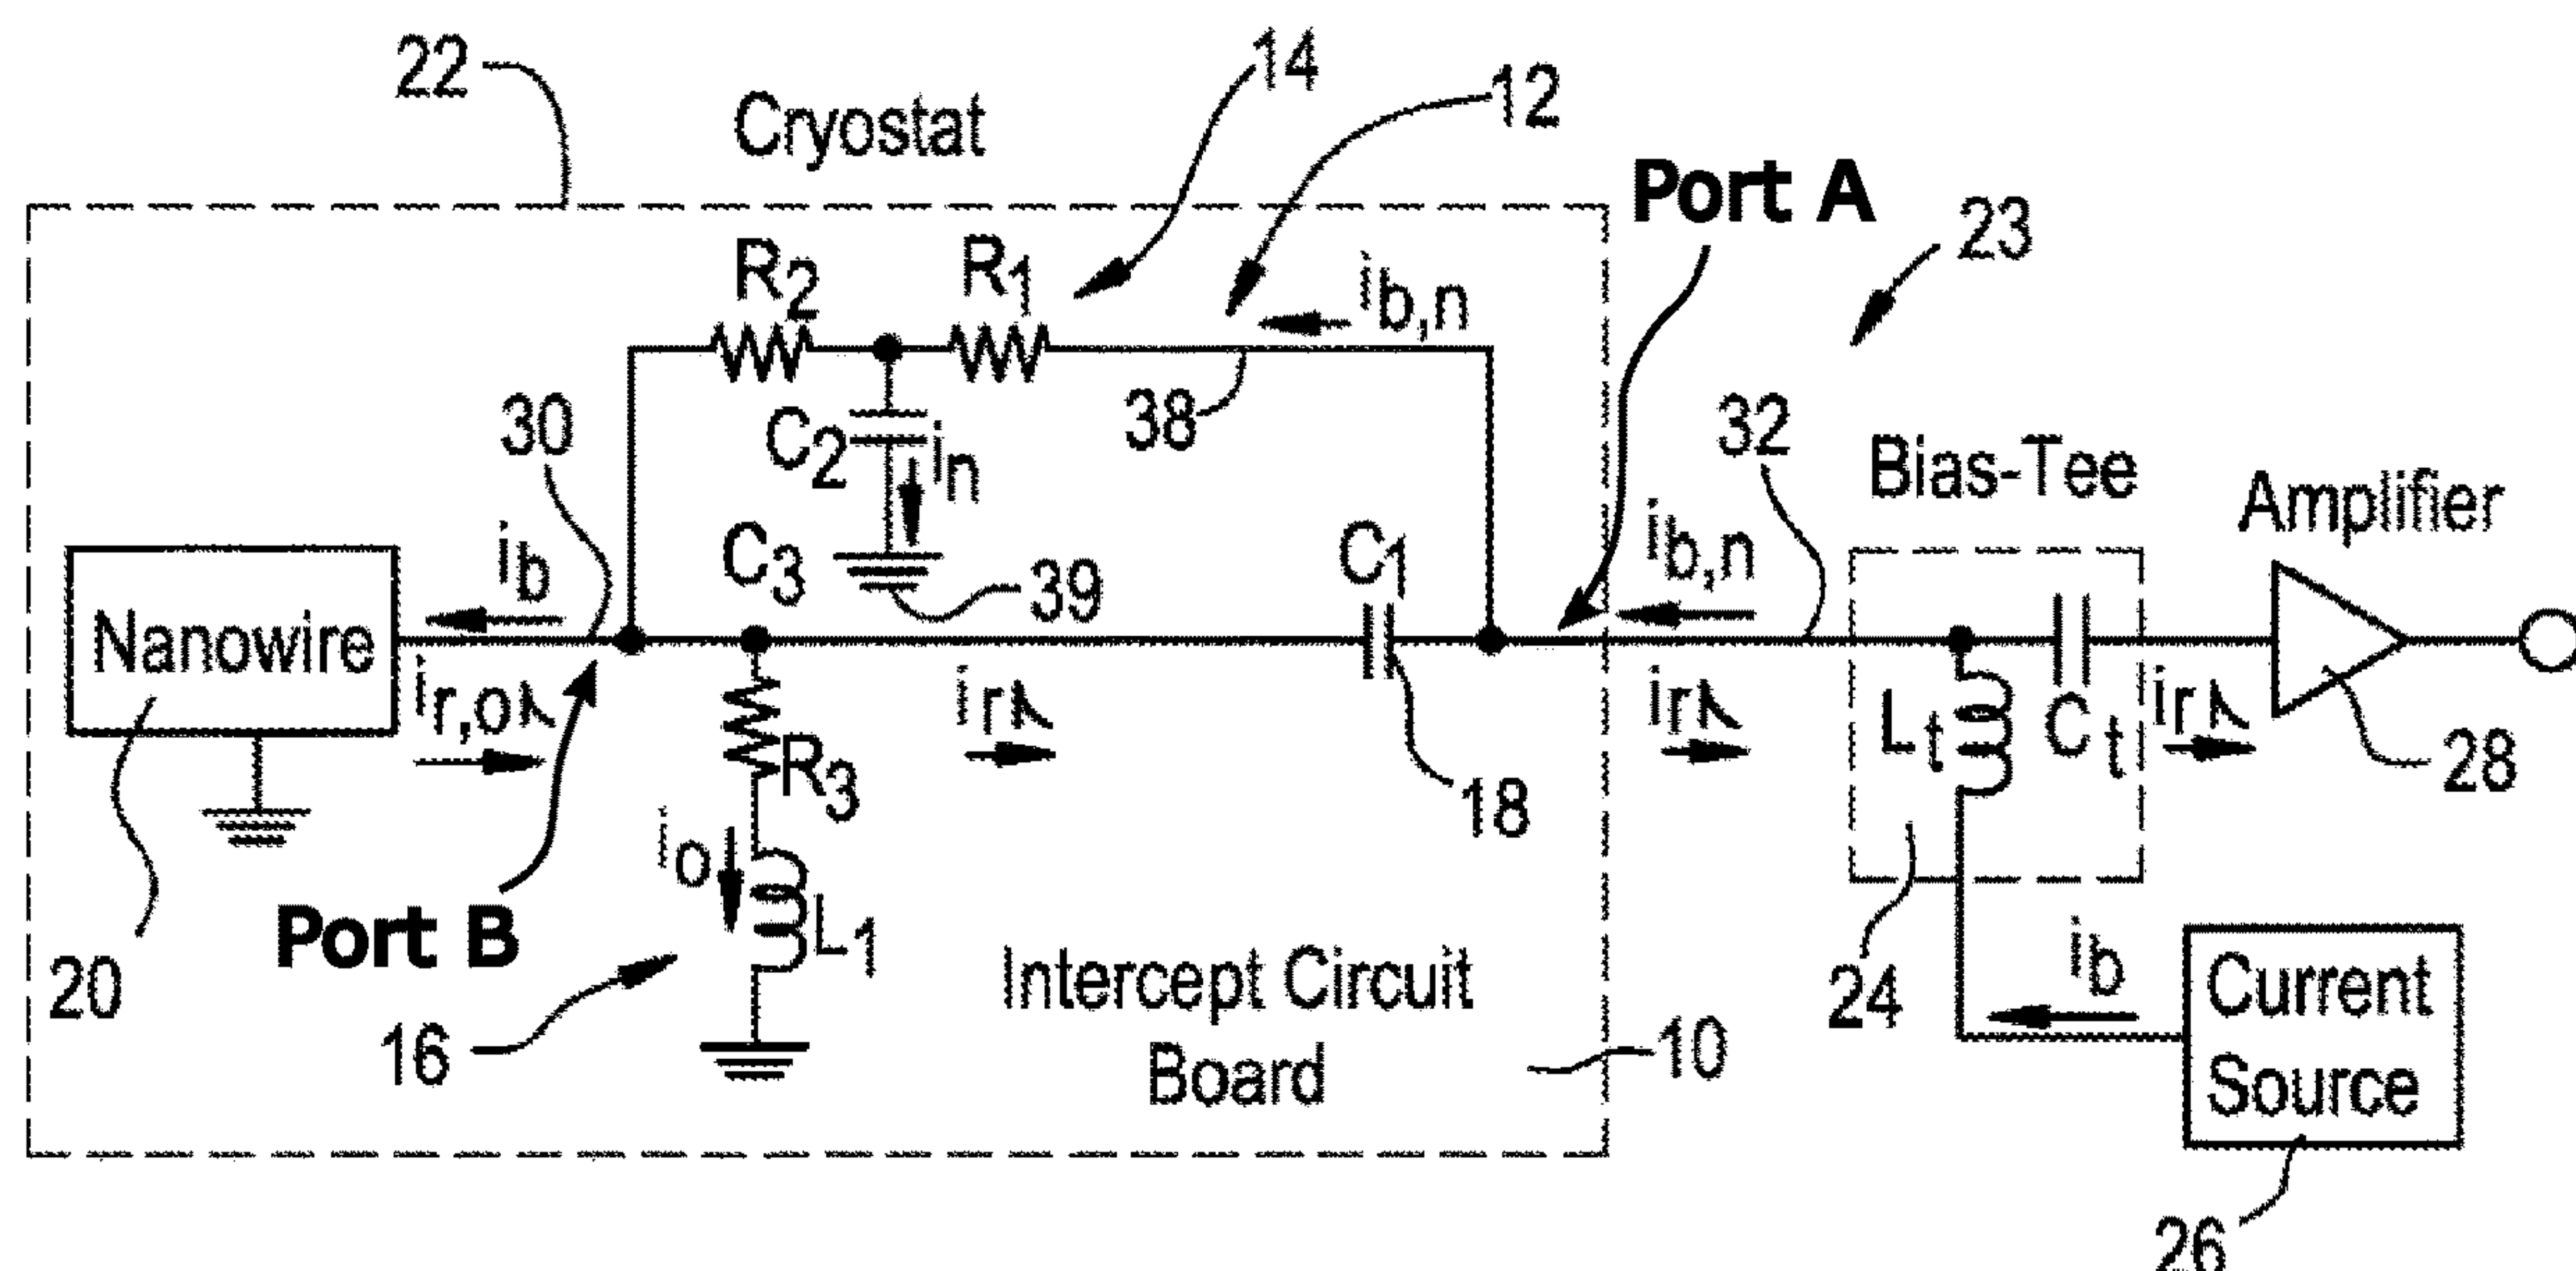 22
Cryostat
14
12
Port A
23
R2
R1
ib,n
30
C2
in
38
32
Bias-Tee
Amplifier
ib
C3
39
C1
ib,n
Nanowire
ir,o
ir
ir
Lt
Ct
ir
R3
18
28
io
L1
Port B
20
16
Intercept Circuit
Board
10
24
ib
Current
Source
26